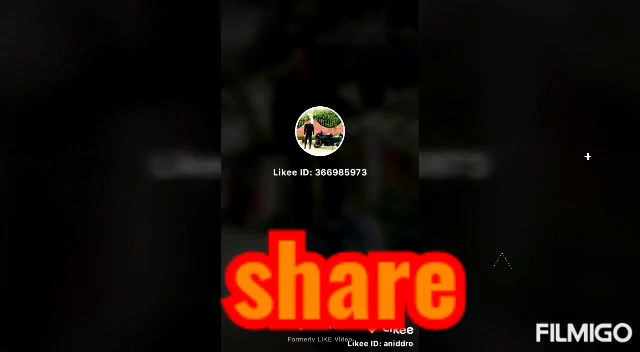 Likee ID: 366985973
share
Likee
Formerly LIKE Video
Likee ID: aniddro
FILMIGO